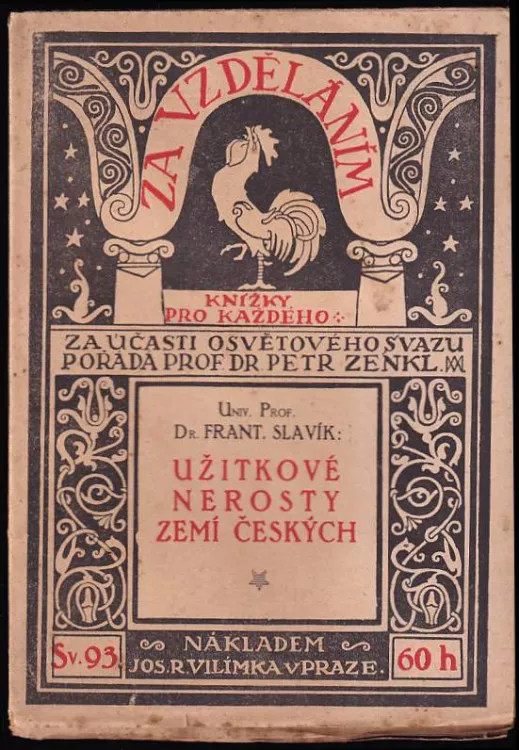 ZA VZDĚLÁNÍM
KNÍŽKY
PRO KAŽDÉHO
ZA ÚČASTI OSVĚTOVÉHO SVAZU
POŘÁDÁ PROF DR PETR ZENKL.
UNIV. PROF.
DR. FRANT. SLAVÍK:
UŽITKOVÉ
NEROSTY
ZEMÍ ČESKÝCH
Sv. 93
NÁKLADEM
JOS. R. VILÍMKA V PRAZE.
60 h